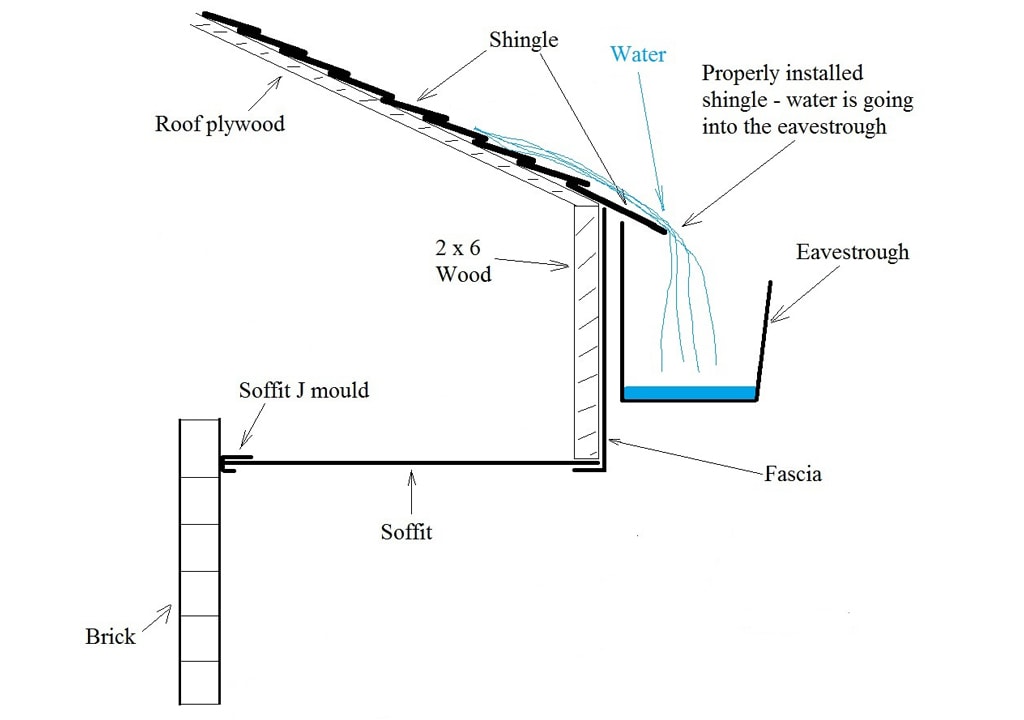 Shingle
Water
Properly installed
shingle - water is going
into the eavestrough
Roof plywood
2 x 6
Wood
Eavestrough
Soffit J mould
Fascia
Soffit
Brick